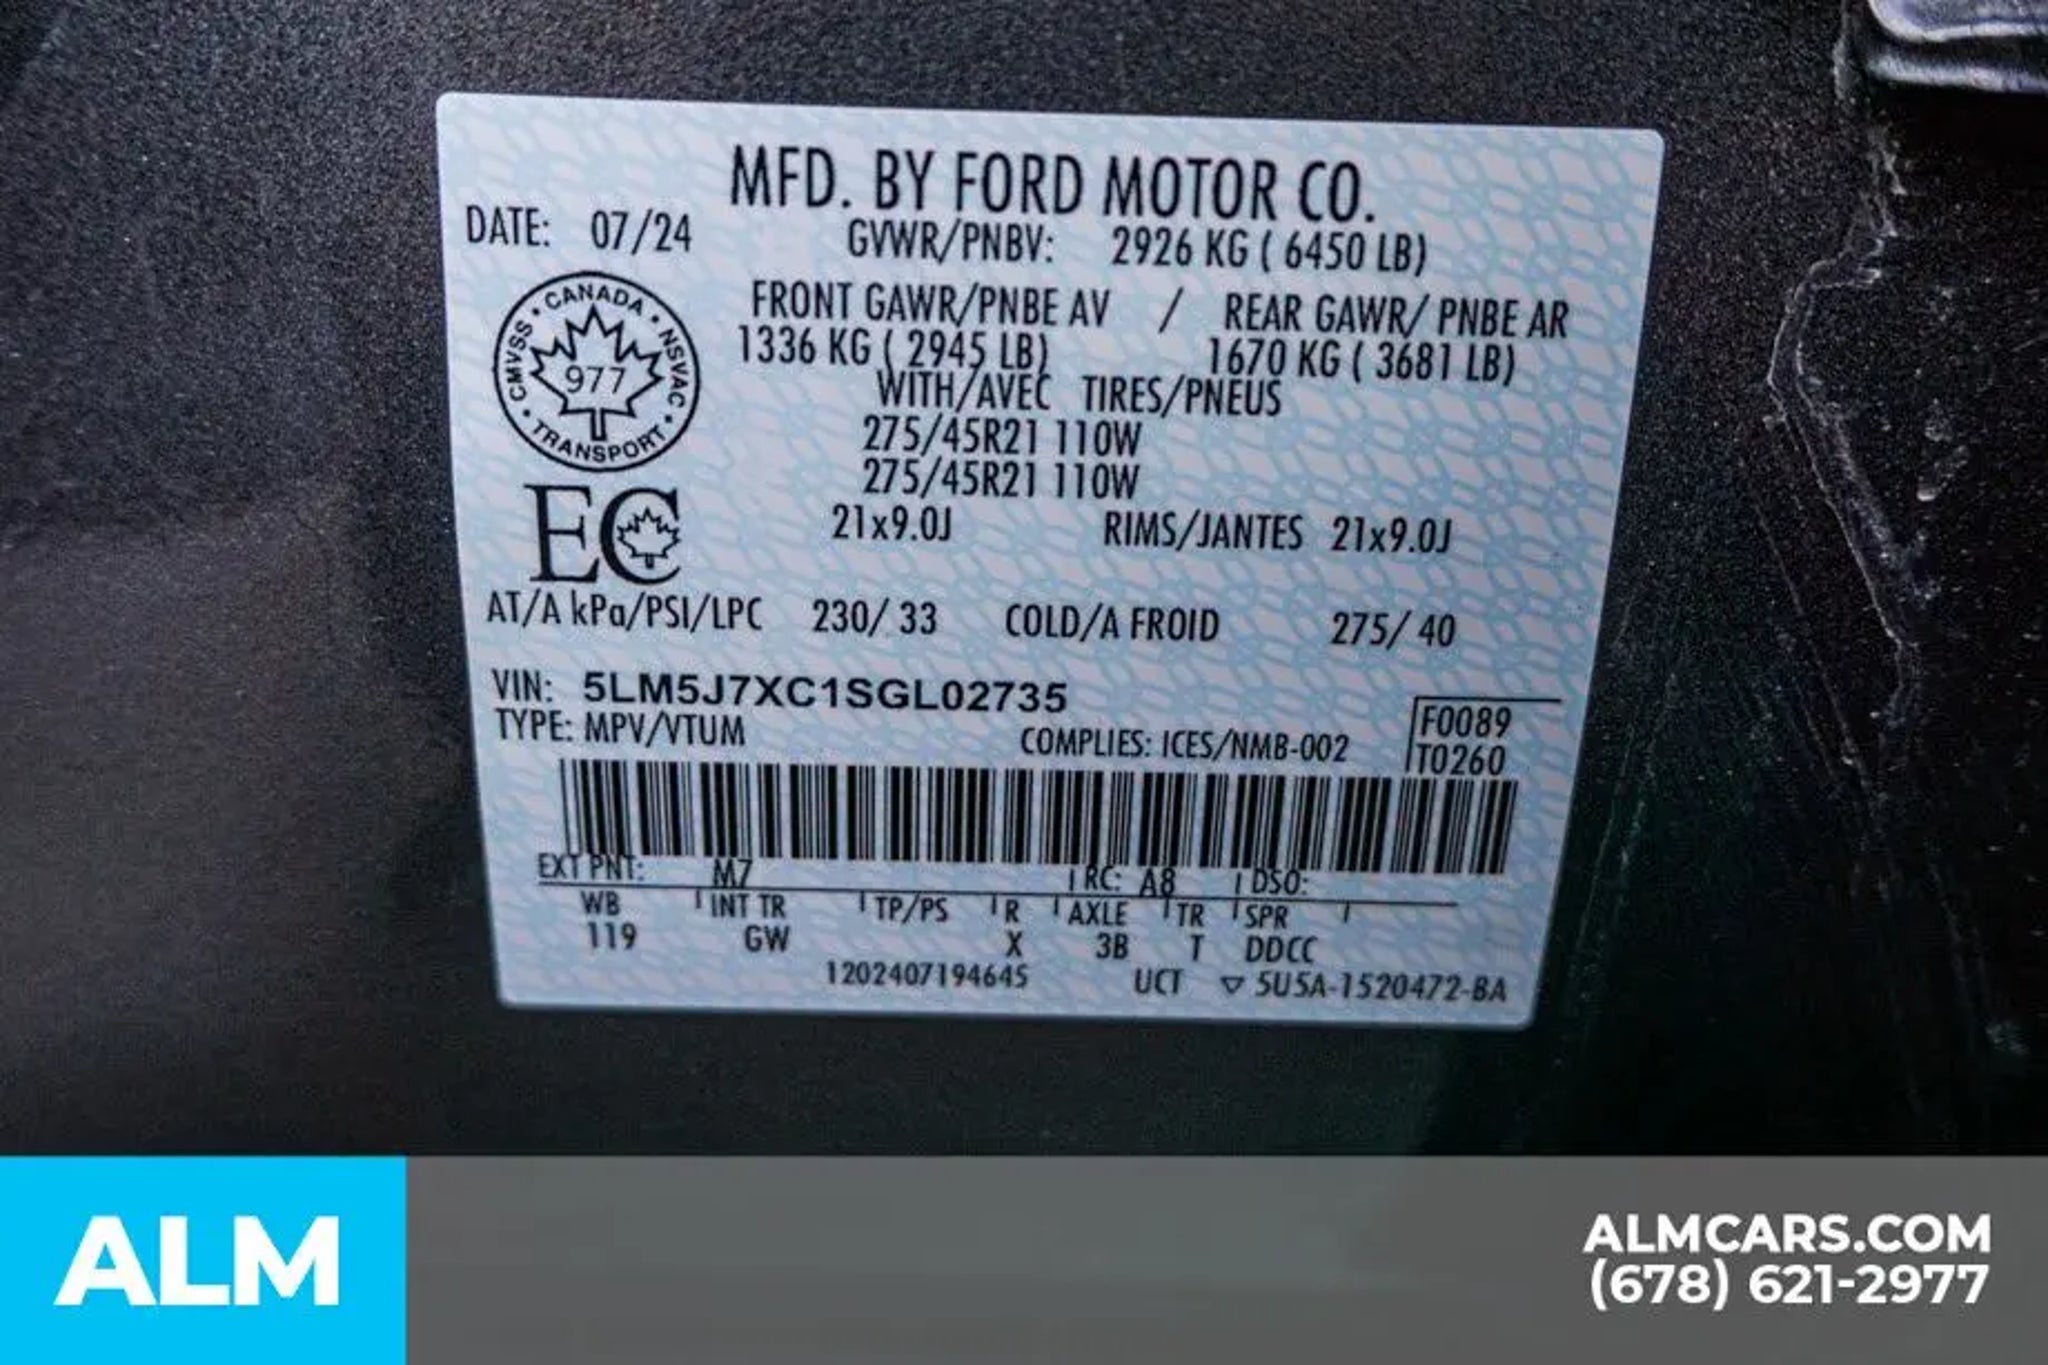 MFD. BY FORD MOTOR CO.
DATE: 07/24 GVWR/PNBV: 2926 KG ( 6450 LB)
FRONT GAWR/PNBE AV / REAR GAWR/ PNBE AR
1336 KG ( 2945 LB) 1670 KG ( 3681 LB)
WITH/AVEC TIRES/PNEUS
275/45R21 110W
275/45R21 110W
21x9.0J RIMS/JANTES 21x9.0J
CANADA · NSVAC · TRANSPORT · CMVSS ·
977
EC
AT/A kPa/PSI/LPC 230/ 33 COLD/A FROID 275/ 40
VIN: 5LM5J7XC1SGL02735
TYPE: MPV/VTUM COMPLIES: ICES/NMB-002
F0089
T0260
EXT PNT: M7 RC: A8 DSO:
WB INT TR TP/PS R AXLE TR SPR
119 GW X 3B T DDCC
1202407194645 UCT ▽ 5U5A-1520472-BA
ALM
ALMCARS.COM
(678) 621-2977